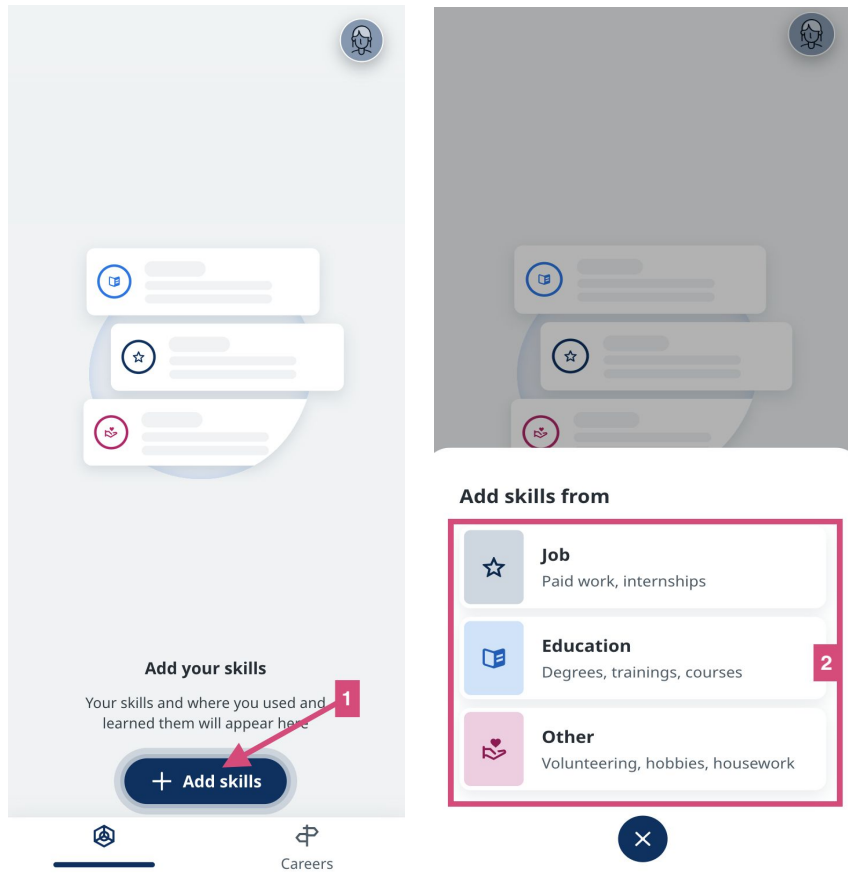 Add your skills
Your skills and where you used and
learned them will appear here
1
+ Add skills
Careers
Add skills from
Job
Paid work, internships
Education
Degrees, trainings, courses
2
Other
Volunteering, hobbies, housework